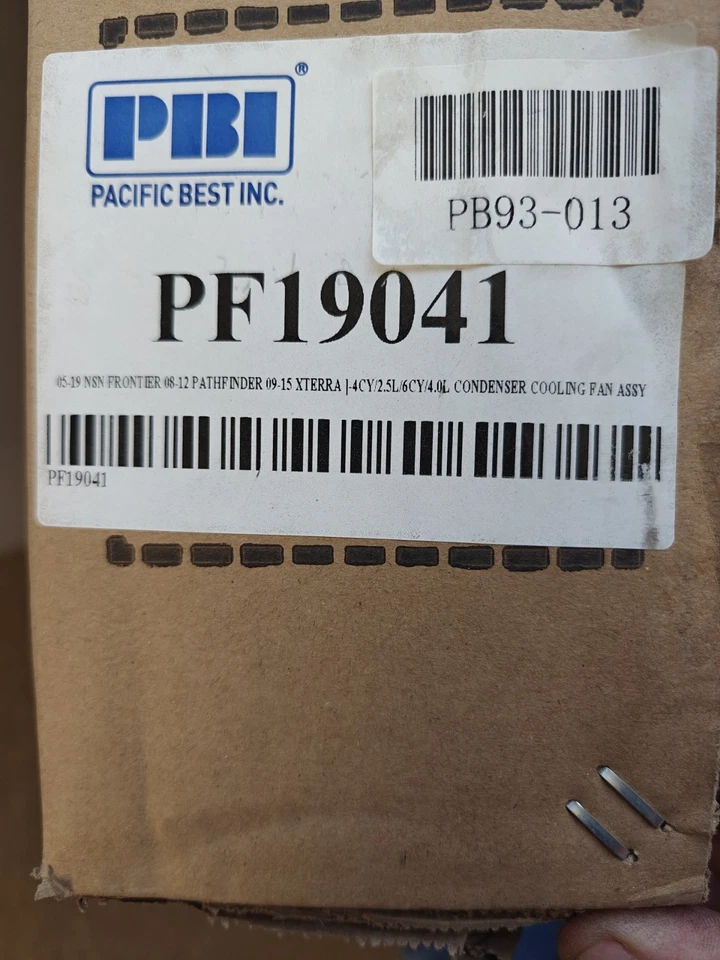 PBI®
PACIFIC BEST INC.
PB93-013
PF19041
05-19 NSN FRONTIER 08-12 PATHFINDER 09-15 XTERRA |-4CY/2.5L/6CY/4.0L CONDENSER COOLING FAN ASSY
PF19041